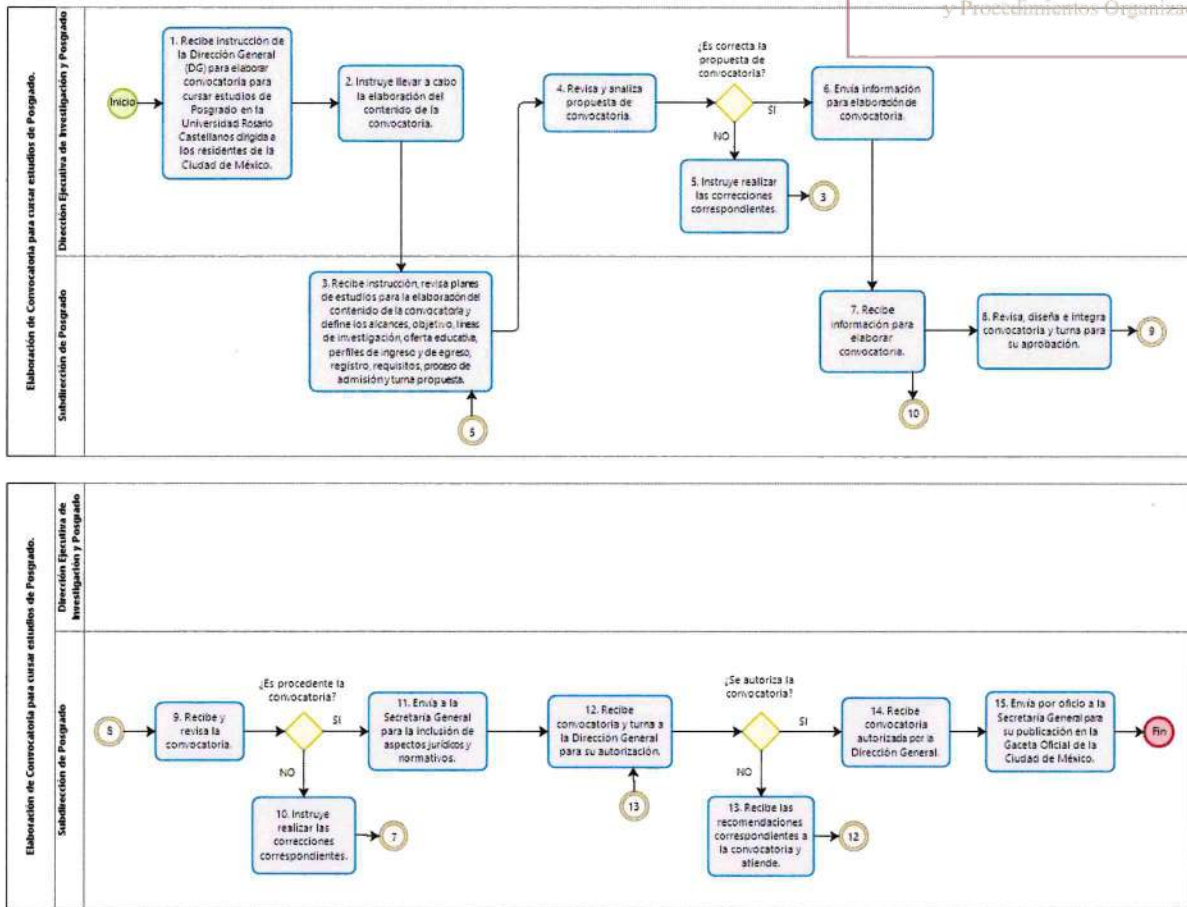 y Procedimientos Organiza
Elaboración de Convocatoria para cursar estudios de Posgrado.
Dirección Ejecutiva de Investigación y Posgrado
Inicio
1. Recibe instrucción de
la Dirección General
(DG) para elaborar
convocatoria para
cursar estudios de
Posgrado en la
Universidad Rosario
Castellanos dirigida a
los residentes de la
Ciudad de México.
2. Instruye llevar a cabo
la elaboración del
contenido de la
convocatoria.
4. Revisa y analiza
propuesta de
convocatoria.
¿Es correcta la
propuesta de
convocatoria?
SI
NO
5. Instruye realizar
las correcciones
correspondientes.
3
6. Envía información
para elaboración de
convocatoria.
Subdirección de Posgrado
3. Recibe instrucción, revisa planes
de estudios para la elaboración del
contenido de la convocatoria y
define los alcances, objetivo, líneas
de investigación, oferta educativa,
perfiles de ingreso y de egreso,
registro, requisitos, proceso de
admisión y turna propuesta.
5
7. Recibe
información para
elaborar
convocatoria.
10
8. Revisa, diseña e integra
convocatoria y turna para
su aprobación.
9
Elaboración de Convocatoria para cursar estudios de Posgrado.
Dirección Ejecutiva de
Investigación y Posgrado
Subdirección de Posgrado
8
9. Recibe y
revisa la
convocatoria.
¿Es procedente la
convocatoria?
SI
NO
10. Instruye
realizar las
correcciones
correspondientes.
7
11. Envía a la
Secretaría General
para la inclusión de
aspectos jurídicos y
normativos.
12. Recibe
convocatoria y turna a
la Dirección General
para su autorización.
13
¿Se autoriza la
convocatoria?
SI
NO
13. Recibe las
recomendaciones
correspondientes a
la convocatoria y
atiende.
12
14. Recibe
convocatoria
autorizada por la
Dirección General.
15. Envía por oficio a la
Secretaría General para
su publicación en la
Gaceta Oficial de la
Ciudad de México.
Fin